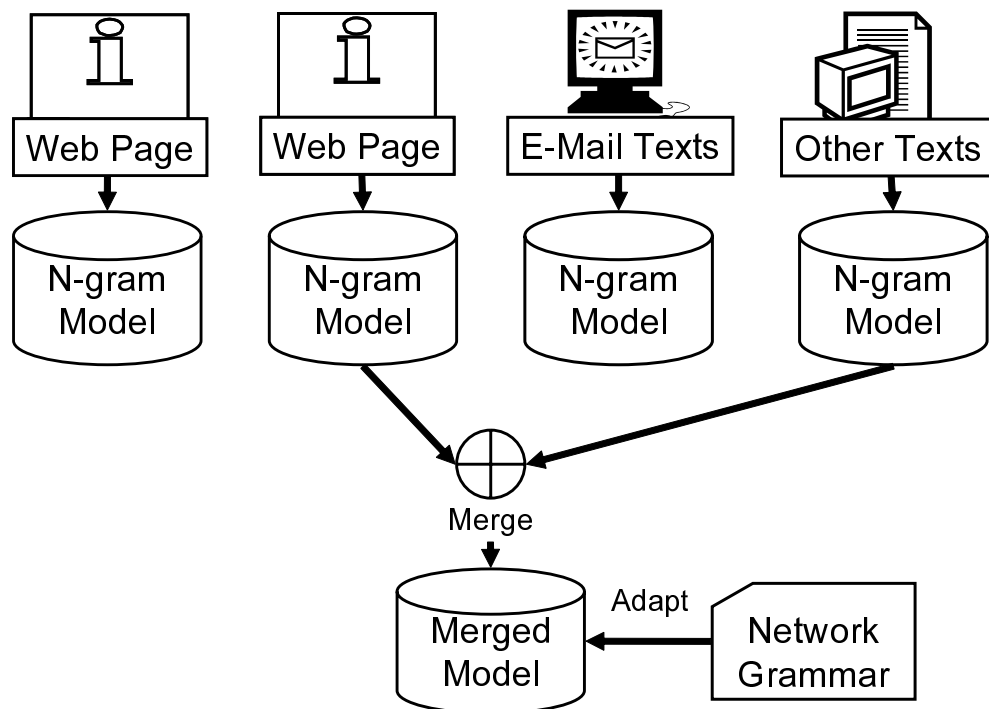 Web Page
Web Page
E-Mail Texts
Other Texts
N-gram
Model
N-gram
Model
N-gram
Model
N-gram
Model
Merge
Adapt
Merged
Model
Network
Grammar